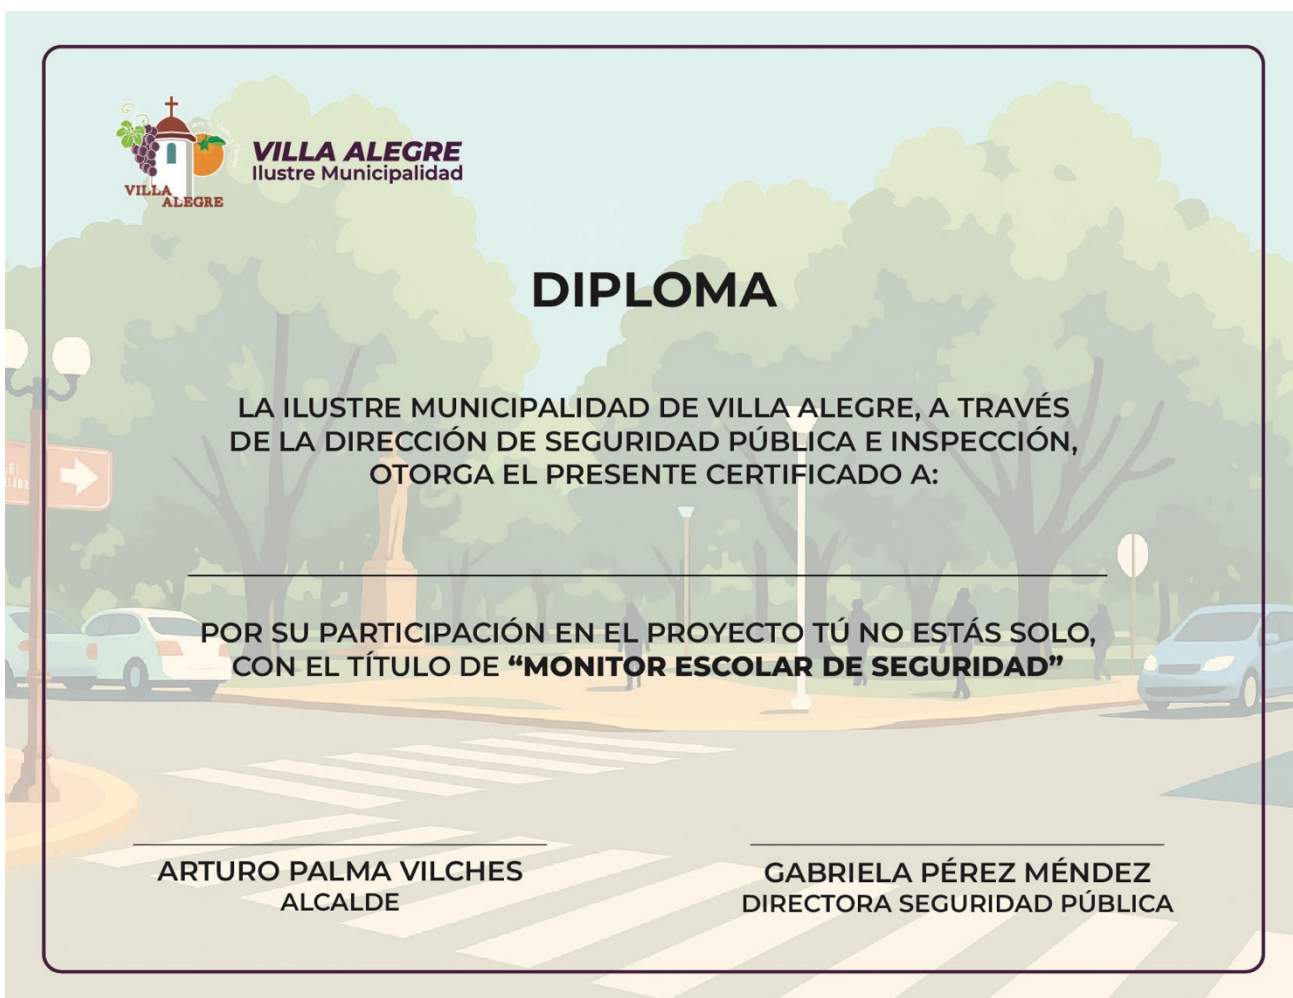 VILLA
ALEGRE
VILLA ALEGRE
Ilustre Municipalidad
DIPLOMA
LA ILUSTRE MUNICIPALIDAD DE VILLA ALEGRE, A TRAVÉS
DE LA DIRECCIÓN DE SEGURIDAD PÚBLICA E INSPECCIÓN,
OTORGA EL PRESENTE CERTIFICADO A:
POR SU PARTICIPACIÓN EN EL PROYECTO TÚ NO ESTÁS SOLO,
CON EL TÍTULO DE “MONITOR ESCOLAR DE SEGURIDAD”
ARTURO PALMA VILCHES
ALCALDE
GABRIELA PÉREZ MÉNDEZ
DIRECTORA SEGURIDAD PÚBLICA